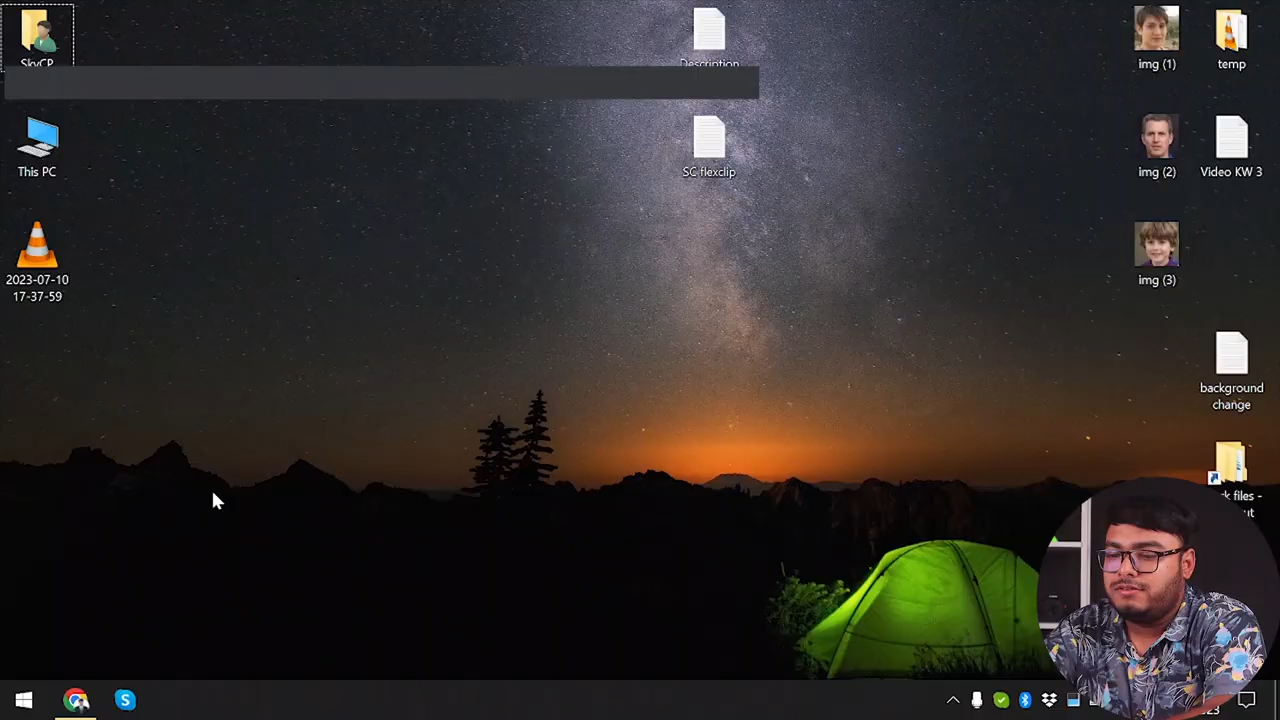 SkyCP
This PC
2023-07-10
17-37-59
Description
SC flexclip
img (1)
img (2)
img (3)
temp
Video KW 3
background
change
files -